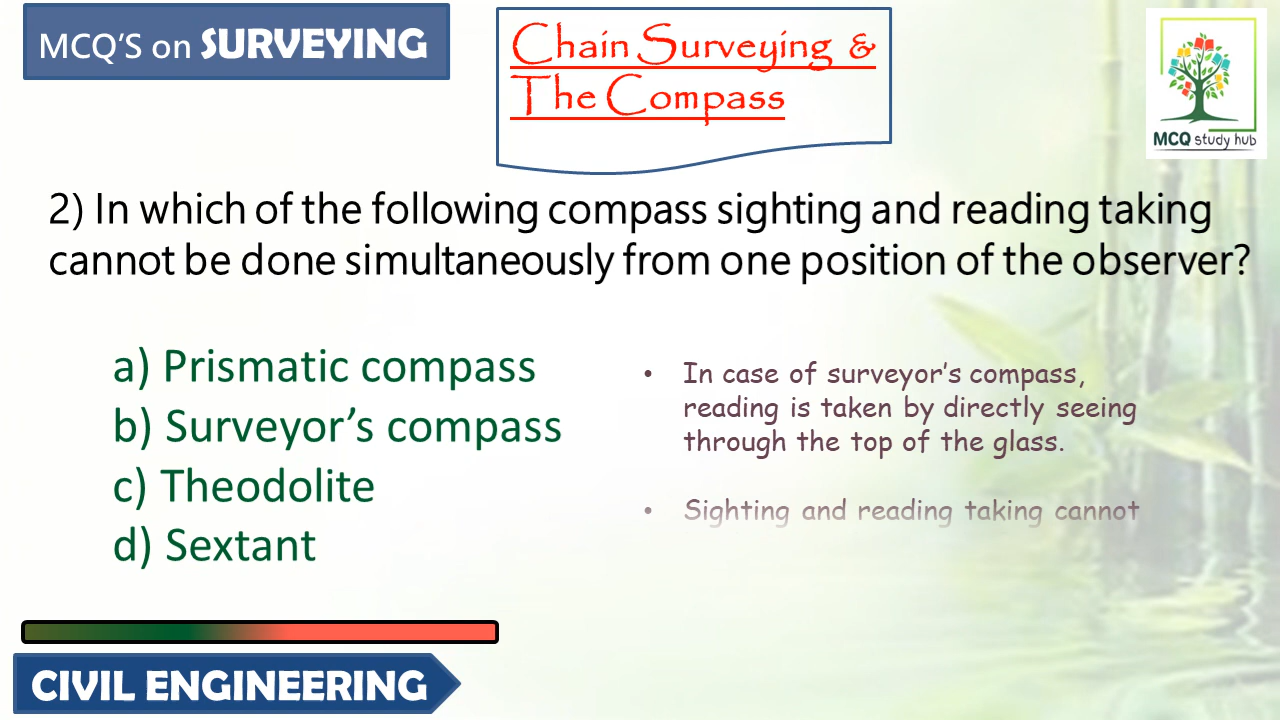 MCQ'S on SURVEYING
Chain Surveying &
The Compass
MCQ study hub
2) In which of the following compass sighting and reading taking
cannot be done simultaneously from one position of the observer?
a) Prismatic compass
b) Surveyor’s compass
c) Theodolite
d) Sextant
• In case of surveyor’s compass,
reading is taken by directly seeing
through the top of the glass.
• Sighting and reading taking cannot
CIVIL ENGINEERING